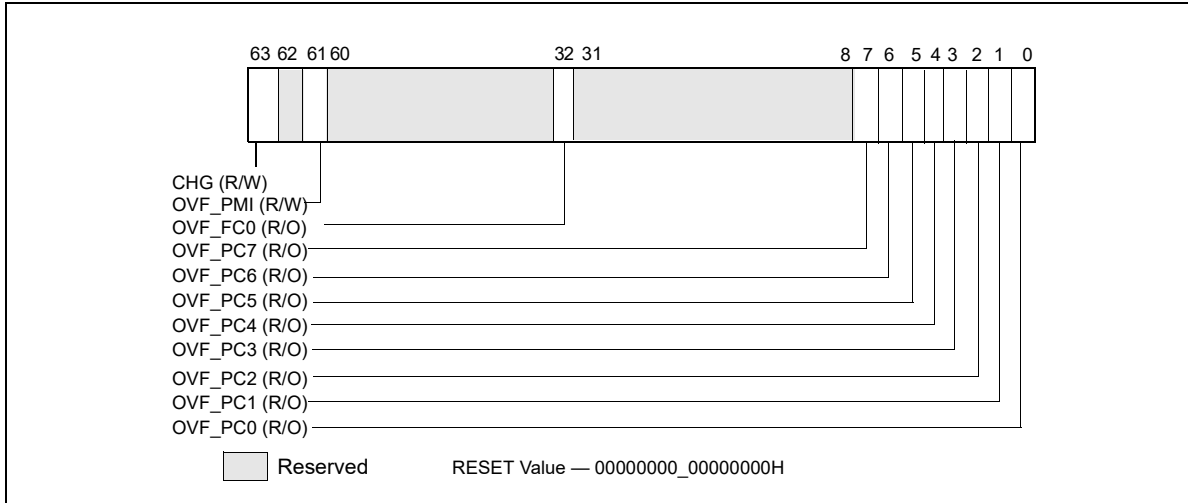 63 62 61 60 32 31 8 7 6 5 4 3 2 1 0
CHG (R/W)
OVF_PMI (R/W)
OVF_FC0 (R/O)
OVF_PC7 (R/O)
OVF_PC6 (R/O)
OVF_PC5 (R/O)
OVF_PC4 (R/O)
OVF_PC3 (R/O)
OVF_PC2 (R/O)
OVF_PC1 (R/O)
OVF_PC0 (R/O)
Reserved RESET Value — 00000000_00000000H